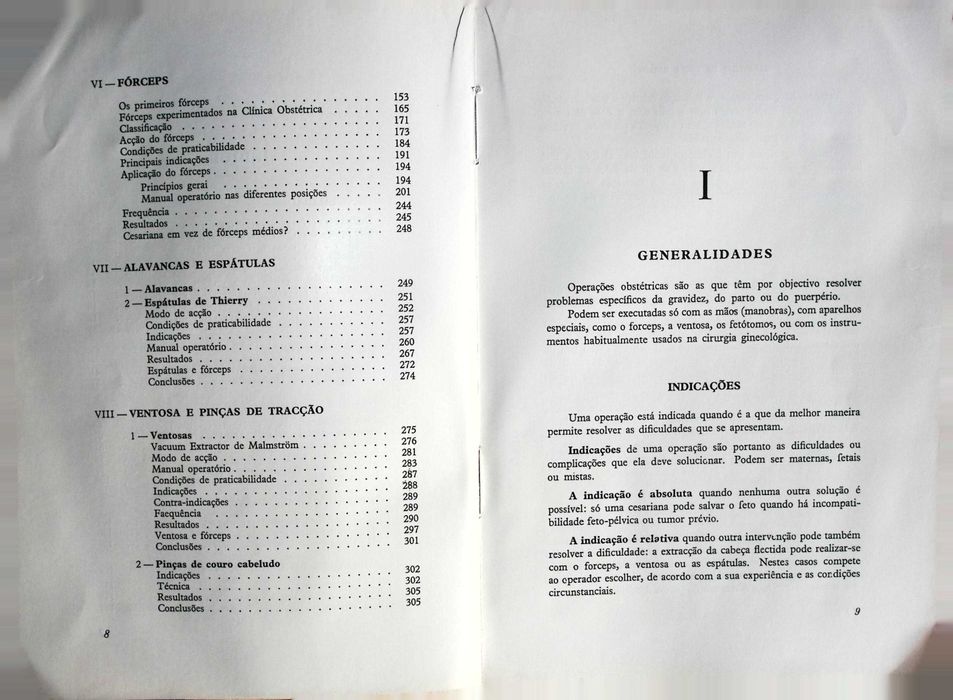 VI — FÓRCEPS
Os primeiros fórceps . . . . . . . . . . . . . . . 153
Fórceps experimentados na Clínica Obstétrica . . . . . 165
Classificação . . . . . . . . . . . . . . . . . . 171
Acção do fórceps . . . . . . . . . . . . . . . . 173
Condições de praticabilidade . . . . . . . . . . . . 184
Principais indicações . . . . . . . . . . . . . . . 191
Aplicação do fórceps . . . . . . . . . . . . . . . 194
Princípios gerai . . . . . . . . . . . . . . . 194
Manual operatório nas diferentes posições . . . . . 201
Frequência . . . . . . . . . . . . . . . . . . . 244
Resultados . . . . . . . . . . . . . . . . . . . 245
Cesariana em vez de fórceps médios? . . . . . . . . . 248
VII — ALAVANCAS E ESPÁTULAS
1 — Alavancas . . . . . . . . . . . . . . . . . . 249
2 — Espátulas de Thierry . . . . . . . . . . . . . 251
Modo de acção . . . . . . . . . . . . . . . . 252
Condições de praticabilidade . . . . . . . . . . 257
Indicações . . . . . . . . . . . . . . . . . . 257
Manual operatório . . . . . . . . . . . . . . . 260
Resultados . . . . . . . . . . . . . . . . . . 267
Espátulas e fórceps . . . . . . . . . . . . . . 272
Conclusões . . . . . . . . . . . . . . . . . . 274
VIII — VENTOSA E PINÇAS DE TRACÇÃO
1 — Ventosas . . . . . . . . . . . . . . . . . . 275
Vacuum Extractor de Malmström . . . . . . . . . 276
Modo de acção . . . . . . . . . . . . . . . . 281
Manual operatório . . . . . . . . . . . . . . . 283
Condições de praticabilidade . . . . . . . . . . 287
Indicações . . . . . . . . . . . . . . . . . . 288
Contra-indicações . . . . . . . . . . . . . . . 289
Faequência . . . . . . . . . . . . . . . . . 289
Resultados . . . . . . . . . . . . . . . . . . 290
Ventosa e fórceps . . . . . . . . . . . . . . . 297
Conclusões . . . . . . . . . . . . . . . . . . 301
2 — Pinças de couro cabeludo
Indicações . . . . . . . . . . . . . . . . . . 302
Técnica . . . . . . . . . . . . . . . . . . . 302
Resultados . . . . . . . . . . . . . . . . . . 305
Conclusões . . . . . . . . . . . . . . . . . . 305
8
I
GENERALIDADES
Operações obstétricas são as que têm por objectivo resolver
problemas específicos da gravidez, do parto ou do puerpério.
Podem ser executadas só com as mãos (manobras), com aparelhos
especiais, como o forceps, a ventosa, os fetótomos, ou com os instru-
mentos habitualmente usados na cirurgia ginecológica.
INDICAÇÕES
Uma operação está indicada quando é a que da melhor maneira
permite resolver as dificuldades que se apresentam.
Indicações de uma operação são portanto as dificuldades ou
complicações que ela deve solucionar. Podem ser maternas, fetais
ou mistas.
A indicação é absoluta quando nenhuma outra solução é
possível: só uma cesariana pode salvar o feto quando há incompati-
bilidade feto-pélvica ou tumor prévio.
A indicação é relativa quando outra intervenção pode também
resolver a dificuldade: a extracção da cabeça flectida pode realizar-se
com o forceps, a ventosa ou as espátulas. Nestes casos compete
ao operador escolher, de acordo com a sua experiência e as condições
circunstanciais.
9